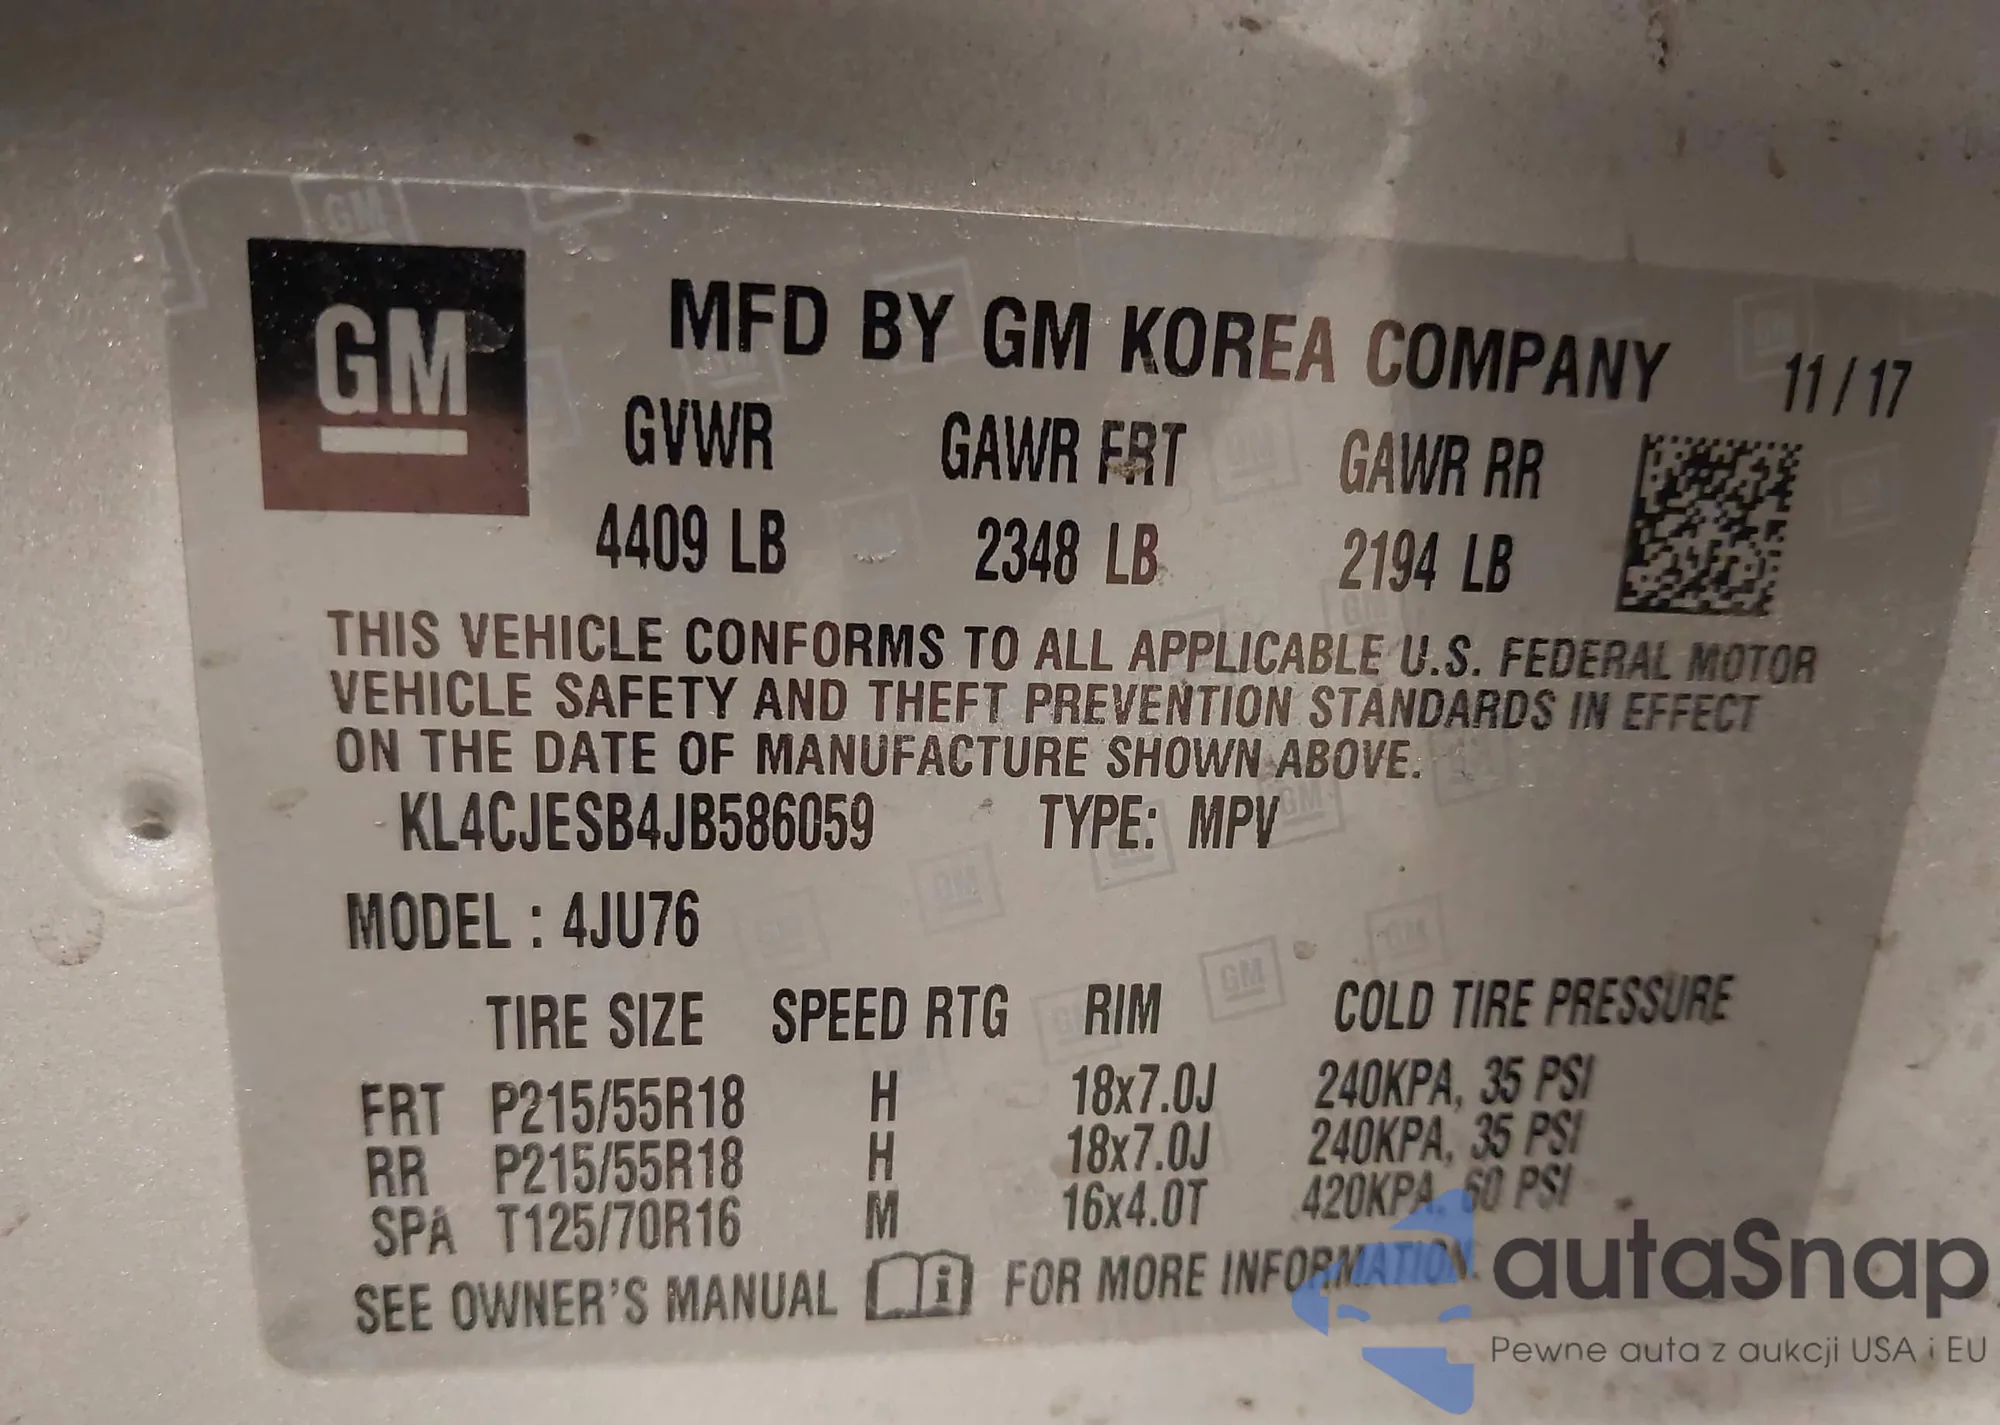 GM
MFD BY GM KOREA COMPANY 11/17
GVWR GAWR FRT GAWR RR
4409 LB 2348 LB 2194 LB
THIS VEHICLE CONFORMS TO ALL APPLICABLE U.S. FEDERAL MOTOR
VEHICLE SAFETY AND THEFT PREVENTION STANDARDS IN EFFECT
ON THE DATE OF MANUFACTURE SHOWN ABOVE.
KL4CJESB4JB586059 TYPE: MPV
MODEL : 4JU76
TIRE SIZE SPEED RTG RIM COLD TIRE PRESSURE
FRT P215/55R18 H 18x7.0J 240KPA, 35 PSI
RR P215/55R18 H 18x7.0J 240KPA, 35 PSI
SPA T125/70R16 M 16x4.0T 420KPA, 60 PSI
SEE OWNER'S MANUAL i FOR MORE INFORMATION.
autaSnap
Pewne auta z aukcji USA i EU